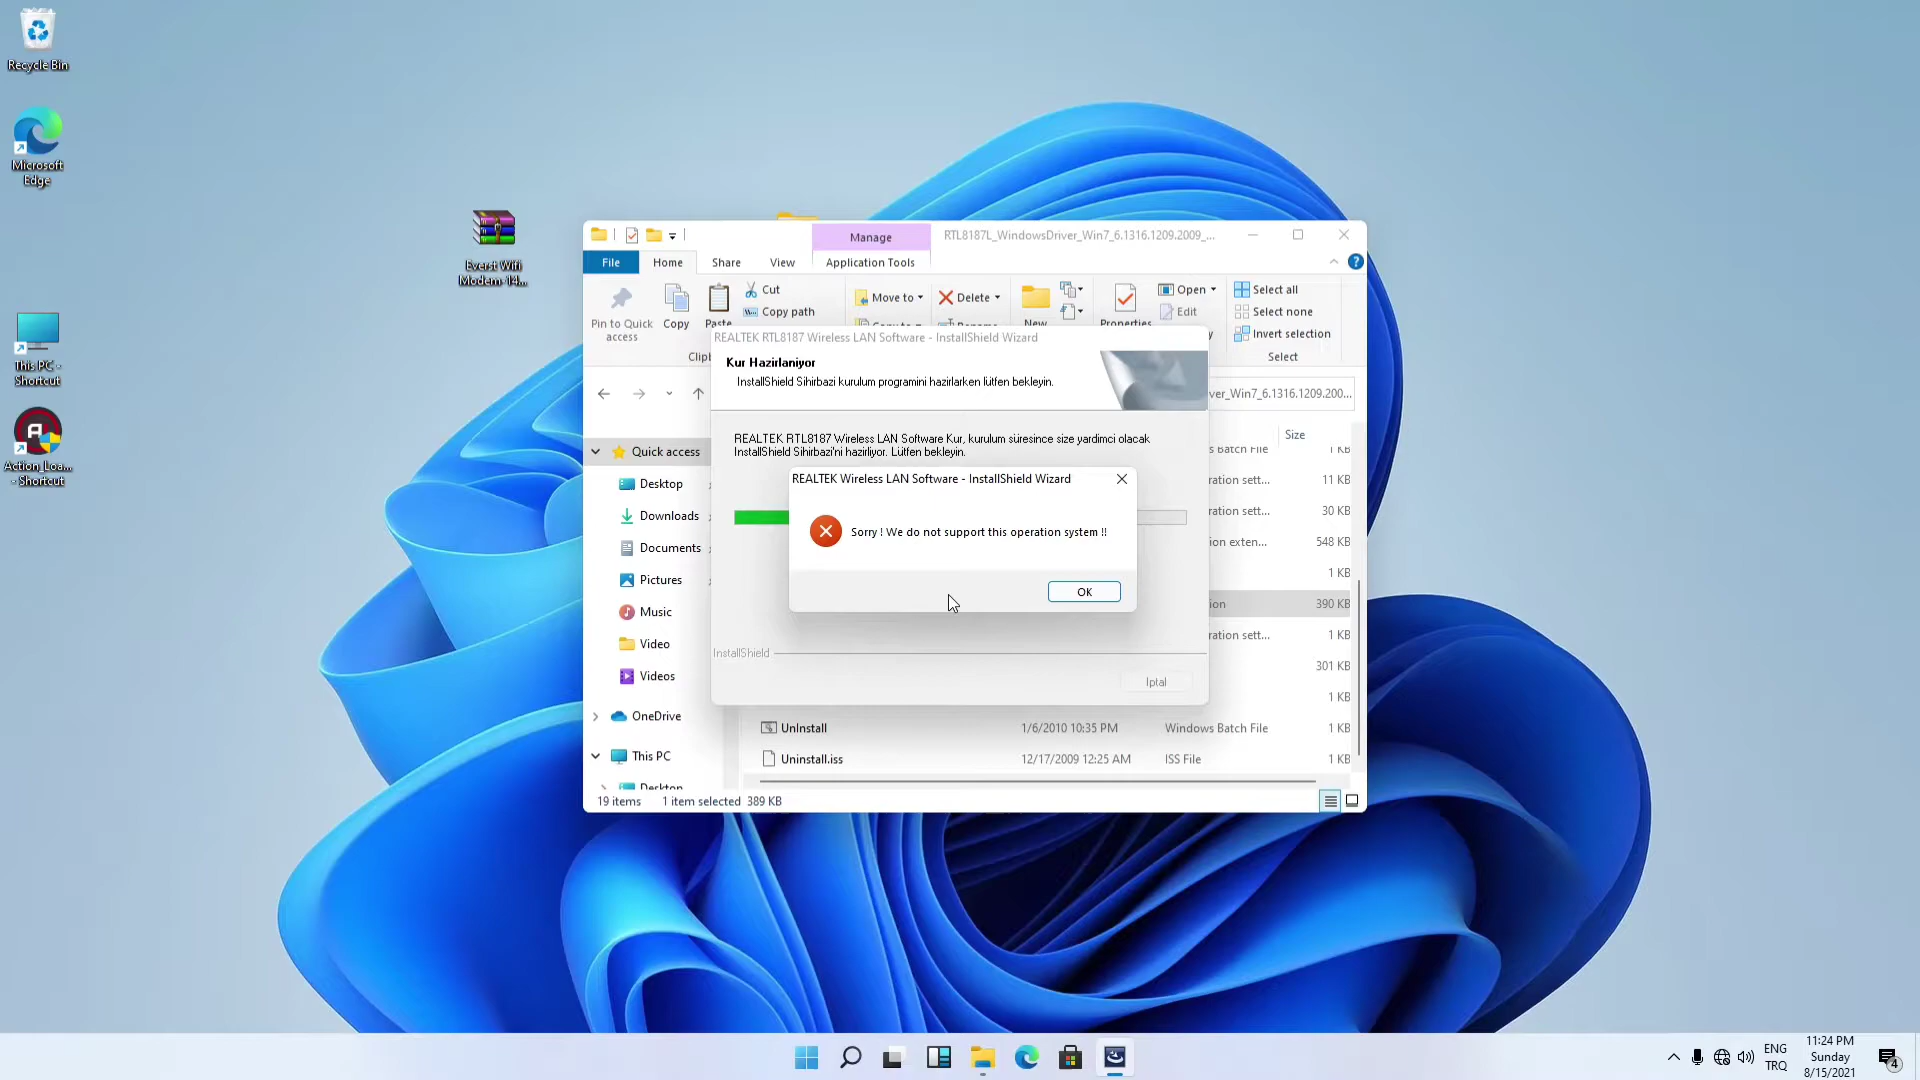 Recycle Bin
Microsoft
Edge
Everst Wifi
Modem-14...
This PC -
Shortcut
Action_Loa...
- Shortcut
Manage
RTL8187L_WindowsDriver_Win7_6.1316.1209.2009_...
File
Home
Share
View
Application Tools
Pin to Quick
access
Copy
Paste
Cut
Copy path
Move to
Delete
New
Properties
Open
Edit
Select all
Select none
Invert selection
Select
REALTEK RTL8187 Wireless LAN Software - InstallShield Wizard
Kur Hazirlaniyor
InstallShield Sihirbazi kurulum programini hazirlarken lütfen bekleyin.
REALTEK RTL8187 Wireless LAN Software Kur, kurulum süresince size yardimci olacak
InstallShield Sihirbazi'ni hazirliyor. Lütfen bekleyin.
REALTEK Wireless LAN Software - InstallShield Wizard
Sorry ! We do not support this operation system !!
OK
InstallShield
Iptal
ver_Win7_6.1316.1209.200...
Size
s Batch File 1 KB
ration sett... 11 KB
ration sett... 30 KB
ion exten... 548 KB
1 KB
ion 390 KB
ration sett... 1 KB
301 KB
1 KB
Quick access
Desktop
Downloads
Documents
Pictures
Music
Video
Videos
OneDrive
This PC
Desktop
UnInstall 1/6/2010 10:35 PM Windows Batch File 1 KB
Uninstall.iss 12/17/2009 12:25 AM ISS File 1 KB
19 items 1 item selected 389 KB
ENG
TRQ
11:24 PM
Sunday
8/15/2021
4